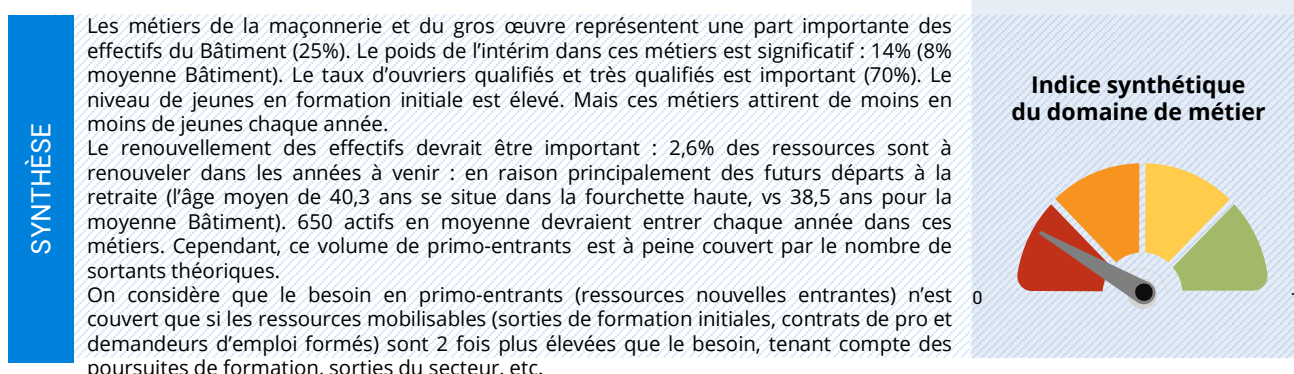 SYNTHÈSE
Les métiers de la maçonnerie et du gros œuvre représentent une part importante des
effectifs du Bâtiment (25%). Le poids de l’intérim dans ces métiers est significatif : 14% (8%
moyenne Bâtiment). Le taux d’ouvriers qualifiés et très qualifiés est important (70%). Le
niveau de jeunes en formation initiale est élevé. Mais ces métiers attirent de moins en
moins de jeunes chaque année.
Le renouvellement des effectifs devrait être important : 2,6% des ressources sont à
renouveler dans les années à venir : en raison principalement des futurs départs à la
retraite (l’âge moyen de 40,3 ans se situe dans la fourchette haute, vs 38,5 ans pour la
moyenne Bâtiment). 650 actifs en moyenne devraient entrer chaque année dans ces
métiers. Cependant, ce volume de primo-entrants est à peine couvert par le nombre de
sortants théoriques.
On considère que le besoin en primo-entrants (ressources nouvelles entrantes) n’est
couvert que si les ressources mobilisables (sorties de formation initiales, contrats de pro et
demandeurs d’emploi formés) sont 2 fois plus élevées que le besoin, tenant compte des
poursuites de formation, sorties du secteur, etc.
Indice synthétique
du domaine de métier
0